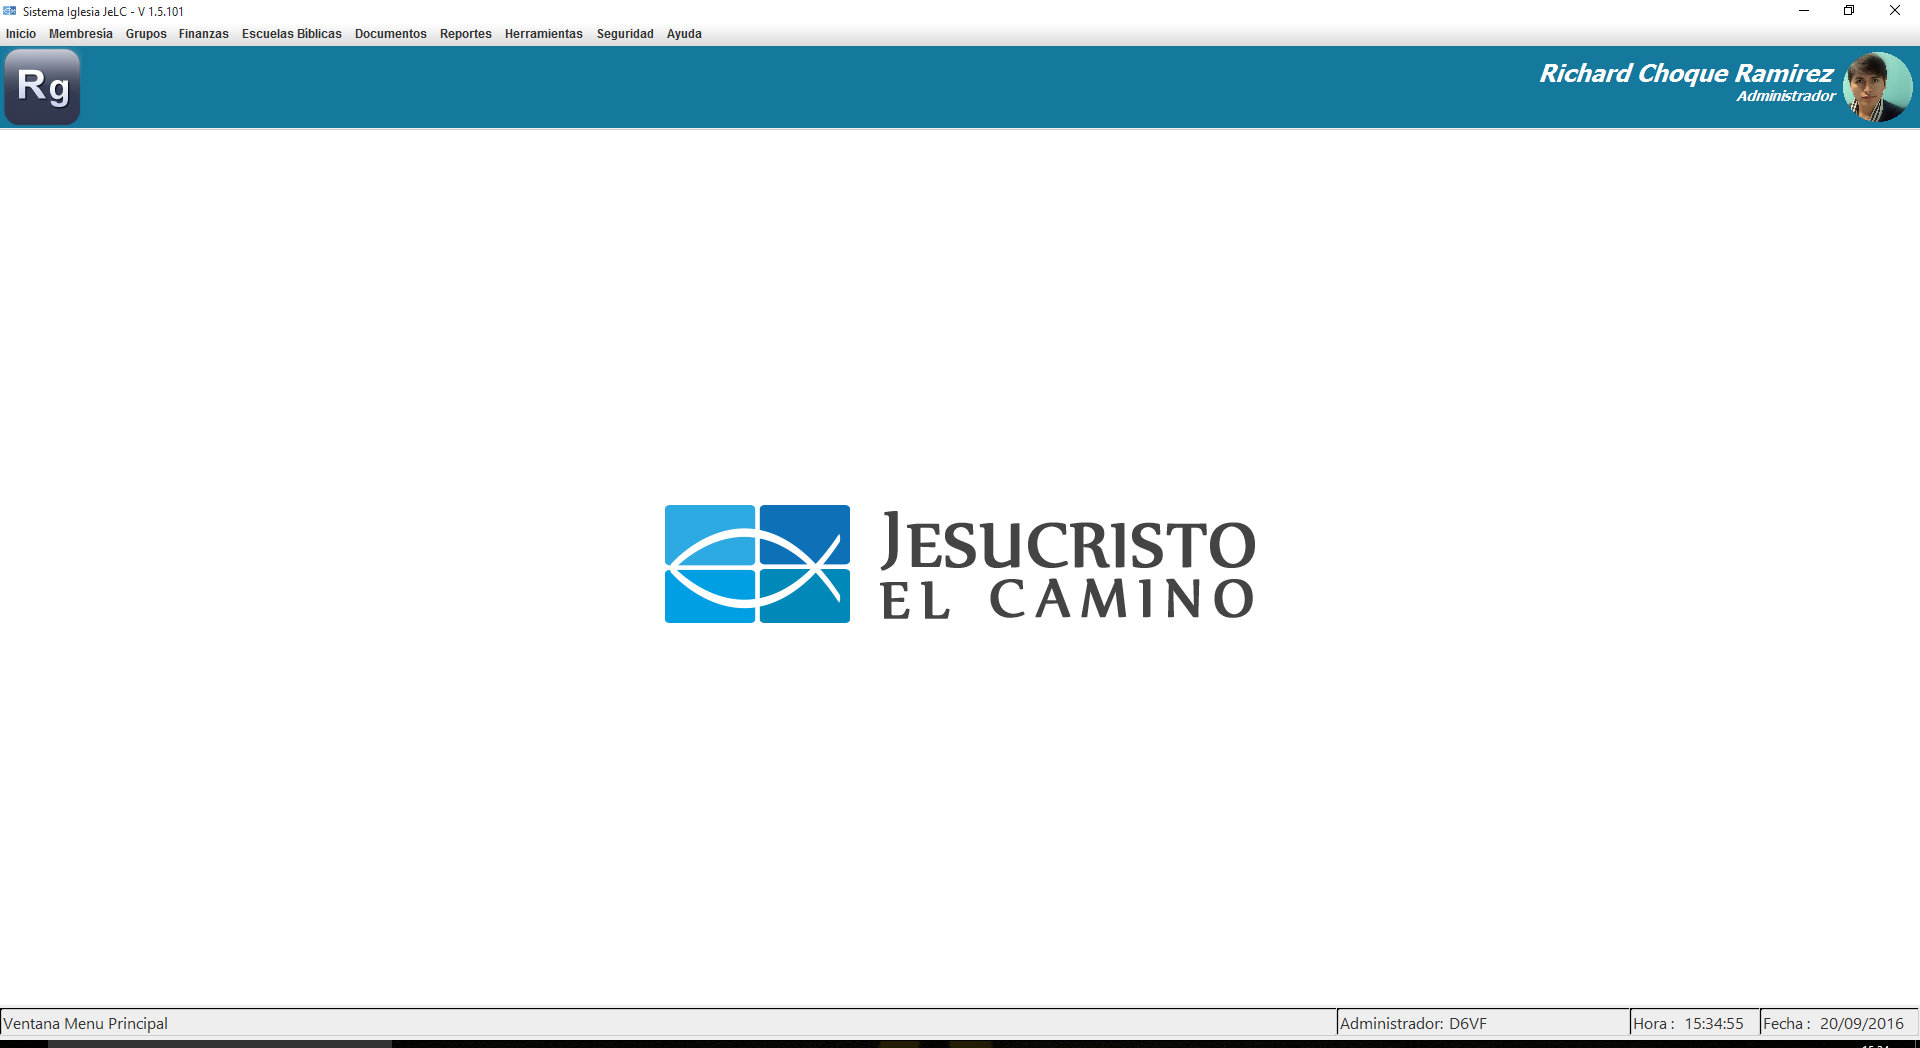 Sistema Iglesia JeLC - V 1.5.101
Inicio Membresia Grupos Finanzas Escuelas Bíblicas Documentos Reportes Herramientas Seguridad Ayuda
Rg
Richard Choque Ramirez
Administrador
JESUCRISTO
EL CAMINO
Ventana Menu Principal Administrador: D6VF Hora : 15:34:55 Fecha : 20/09/2016